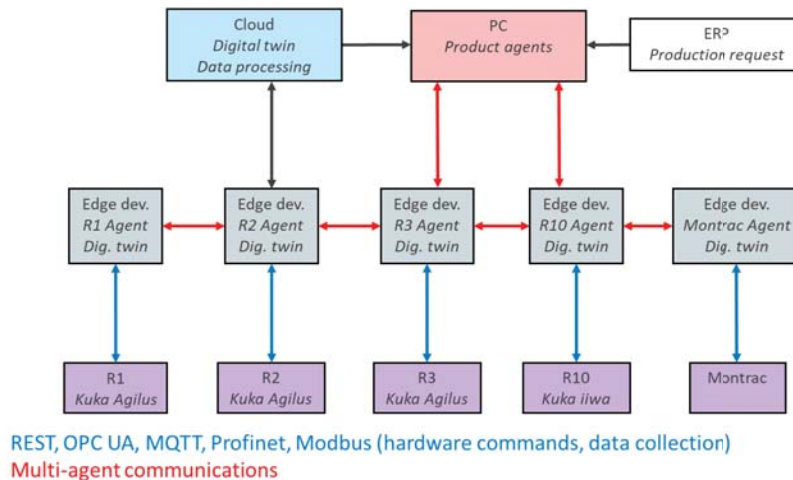 Cloud
Digital twin
Data processing
PC
Product agents
ERP
Production request
Edge dev.
R1 Agent
Dig. twin
Edge dev.
R2 Agent
Dig. twin
Edge dev.
R3 Agent
Dig. twin
Edge dev.
R10 Agent
Dig. twin
Edge dev.
Montrac Agent
Dig. twin
R1
Kuka Agilus
R2
Kuka Agilus
R3
Kuka Agilus
R10
Kuka iiwa
Montrac
REST, OPC UA, MQTT, Profinet, Modbus (hardware commands, data collection)
Multi-agent communications